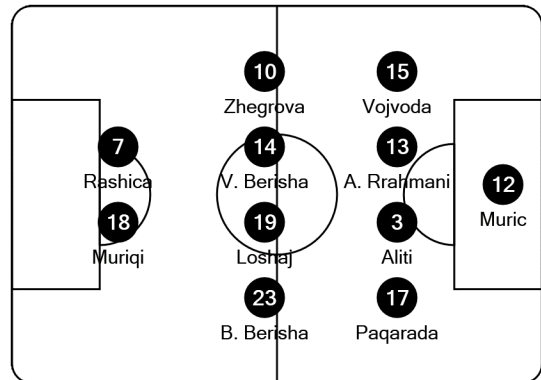 10
Zhegrova
15
Vojvoda
7
Rashica
14
V. Berisha
13
A. Rrahmani
12
Muric
18
Muriqi
19
Loshaj
3
Aliti
23
B. Berisha
17
Paqarada